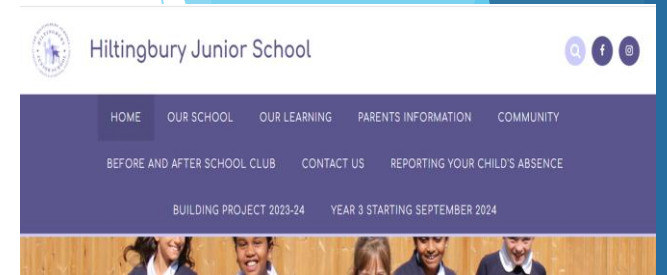 Hiltingbury Junior School
HOME OUR SCHOOL OUR LEARNING PARENTS INFORMATION COMMUNITY
BEFORE AND AFTER SCHOOL CLUB CONTACT US REPORTING YOUR CHILD'S ABSENCE
BUILDING PROJECT 2023-24 YEAR 3 STARTING SEPTEMBER 2024